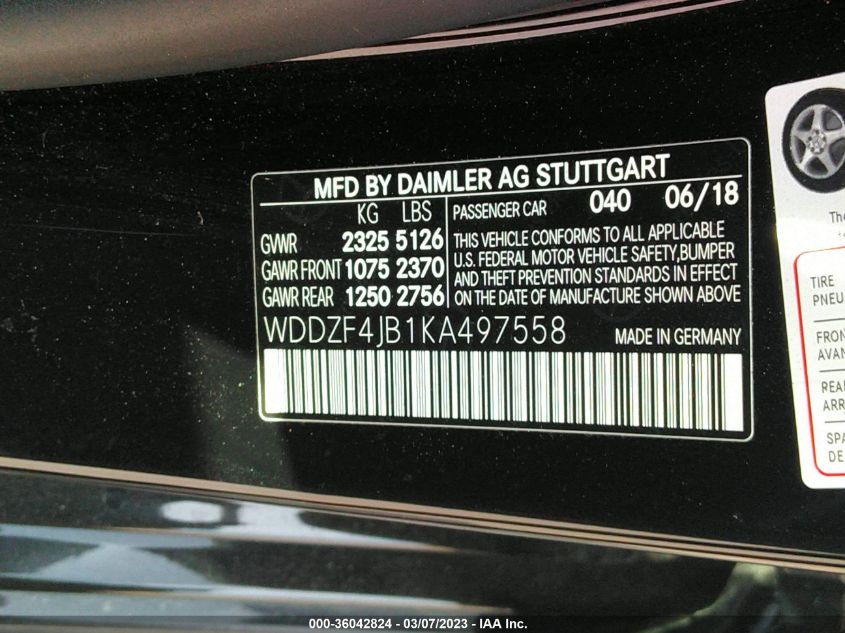 MFD BY DAIMLER AG STUTTGART
KG LBS
GVWR 2325 5126
GAWR FRONT 1075 2370
GAWR REAR 1250 2756
PASSENGER CAR 040 06/18
THIS VEHICLE CONFORMS TO ALL APPLICABLE
U.S. FEDERAL MOTOR VEHICLE SAFETY,BUMPER
AND THEFT PREVENTION STANDARDS IN EFFECT
ON THE DATE OF MANUFACTURE SHOWN ABOVE
WDDZF4JB1KA497558 MADE IN GERMANY
The
TIRE
PNEU
FRON
AVAN
REA
ARR
SPA
DE
000-36042824 — 03/07/2023 — IAA Inc.